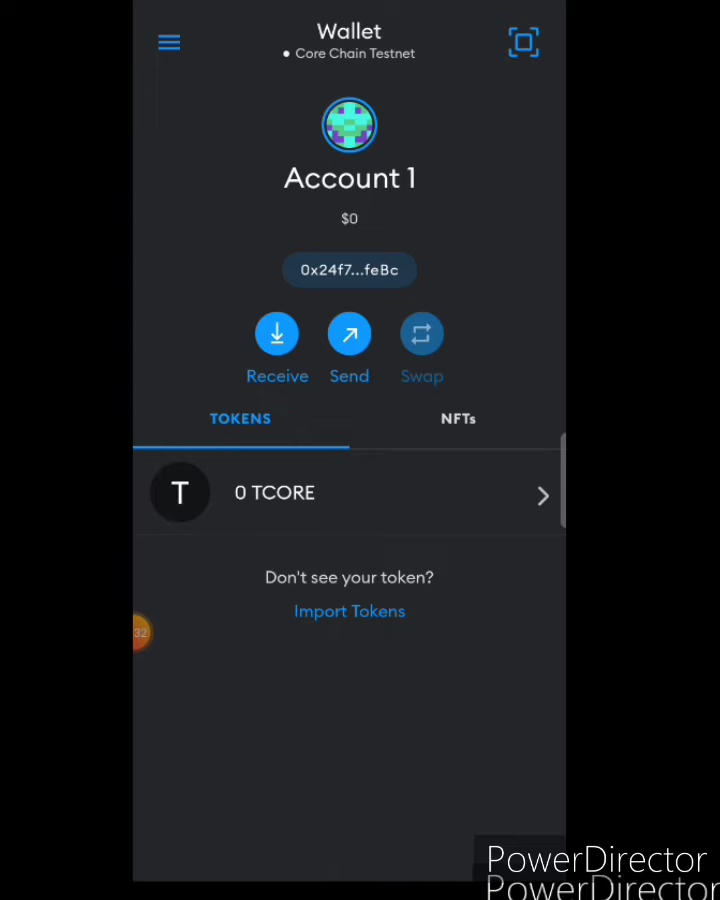 Wallet
Core Chain Testnet
Account 1
$0
0x24f7...feBc
Receive
Send
Swap
TOKENS
NFTs
T
0 TCORE
Don't see your token?
Import Tokens
32
PowerDirector
PowerDirector